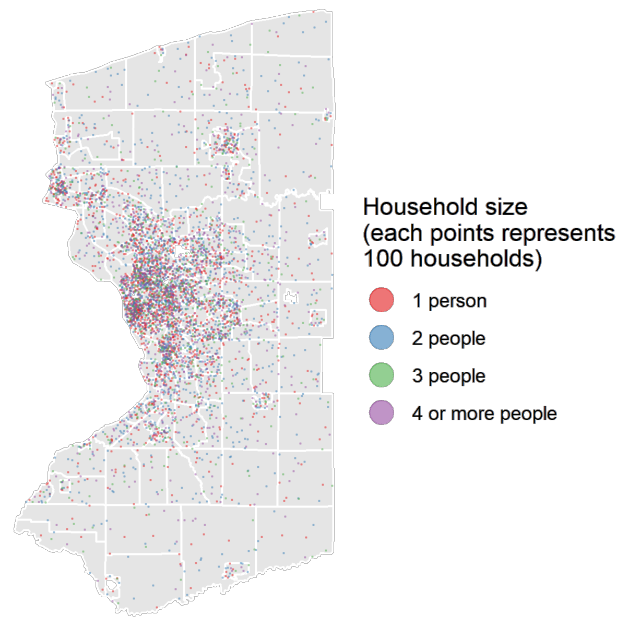 Household size
(each points represents
100 households)
1 person
2 people
3 people
4 or more people